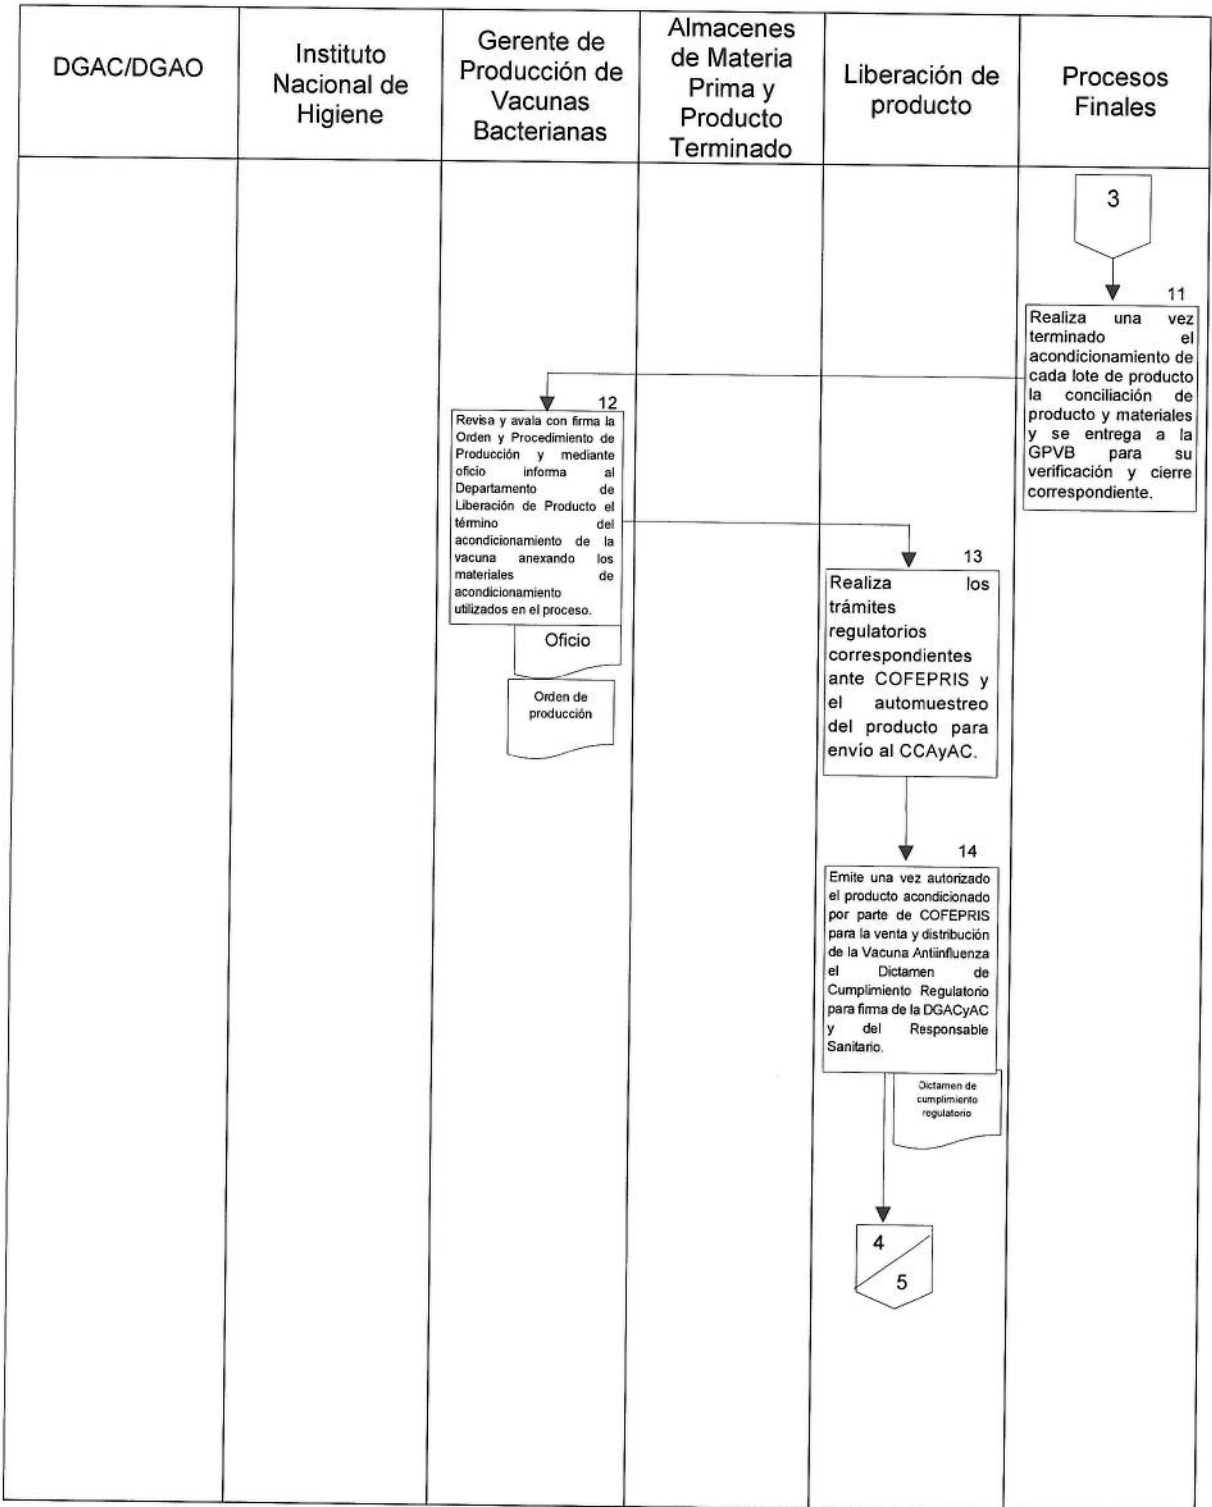 DGAC/DGAO
Instituto
Nacional de
Higiene
Gerente de
Producción de
Vacunas
Bacterianas
Almacenes
de Materia
Prima y
Producto
Terminado
Liberación de
producto
Procesos
Finales
3
11
Realiza una vez
terminado el
acondicionamiento de
cada lote de producto
la conciliación de
producto y materiales
y se entrega a la
GPVB para su
verificación y cierre
correspondiente.
12
Revisa y avala con firma la
Orden y Procedimiento de
Producción y mediante
oficio informa al
Departamento de
Liberación de Producto el
término del
acondicionamiento de la
vacuna anexando los
materiales de
acondicionamiento
utilizados en el proceso.
Oficio
Orden de
producción
13
Realiza los
trámites
regulatorios
correspondientes
ante COFEPRIS y
el automuestreo
del producto para
envío al CCAyAC.
14
Emite una vez autorizado
el producto acondicionado
por parte de COFEPRIS
para la venta y distribución
de la Vacuna Antiinfluenza
el Dictamen de
Cumplimiento Regulatorio
para firma de la DGACyAC
y del Responsable
Sanitario.
Dictamen de
cumplimiento
regulatorio
4
5